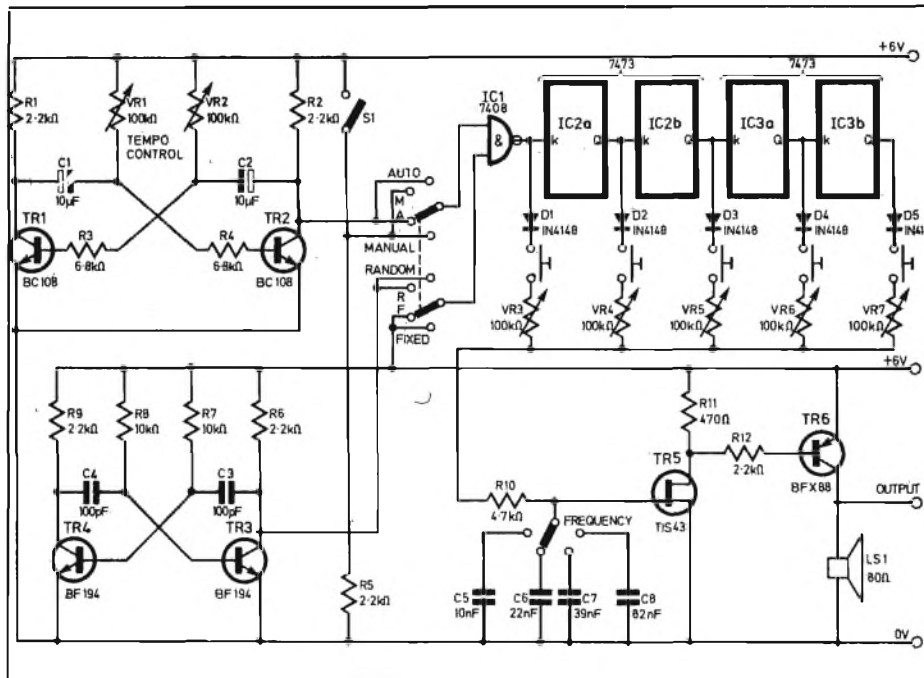 +6V
7473 7473
R1 2·2kΩ
VR1 100kΩ
TEMPO CONTROL
VR2 100kΩ
R2 2·2kΩ
S1
IC1 7408
&
IC2a k Q
IC2b k Q
IC3a k Q
IC3b k Q
C1 10µF
C2 10µF
AUTO
M
A
MANUAL
RANDOM
R
F
FIXED
TR1 BC108
R3 6·8kΩ
R4 6·8kΩ
TR2 BC108
D1 IN4148
D2 IN4148
D3 IN4148
D4 IN4148
D5 IN41
VR3 100kΩ
VR4 100kΩ
VR5 100kΩ
VR6 100kΩ
VR7 100kΩ
+6V
R9 2·2kΩ
R8 10kΩ
R7 10kΩ
R6 2·2kΩ
C4 100pF
C3 100pF
TR4 BF194
TR3 BF194
R5 2·2kΩ
R10 4·7kΩ
FREQUENCY
C5 10nF
C6 22nF
C7 39nF
C8 82nF
TR5 TIS43
R11 470Ω
R12 2·2kΩ
TR6 BFX88
OUTPUT
LS1 80Ω
0V